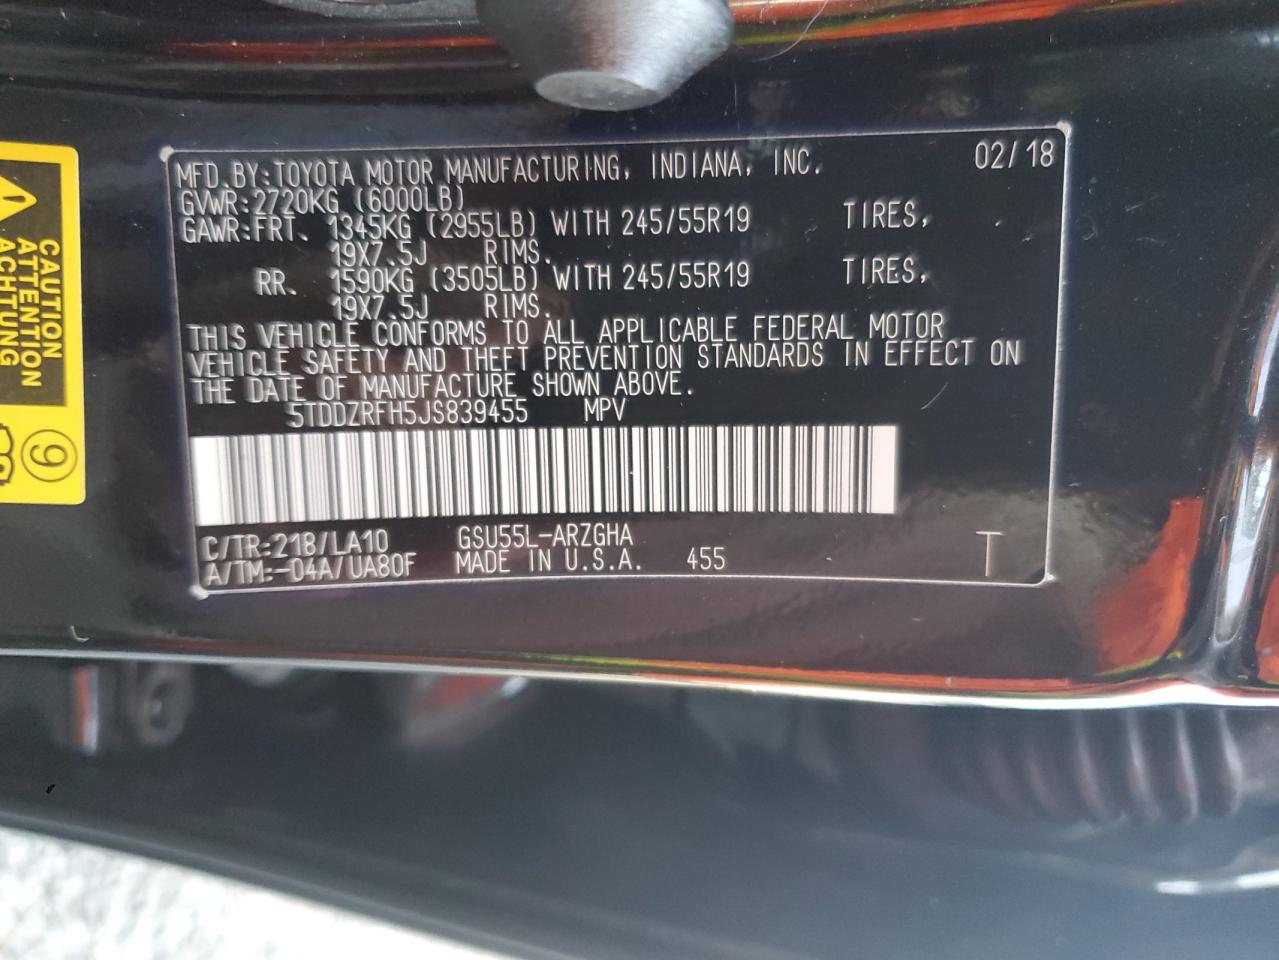 MFD.BY:TOYOTA MOTOR MANUFACTURING, INDIANA, INC. 02/18
GVWR:2720KG (6000LB)
GAWR:FRT. 1345KG (2955LB) WITH 245/55R19 TIRES,
19X7.5J RIMS.
RR. 1590KG (3505LB) WITH 245/55R19 TIRES,
19X7.5J RIMS.
THIS VEHICLE CONFORMS TO ALL APPLICABLE FEDERAL MOTOR
VEHICLE SAFETY AND THEFT PREVENTION STANDARDS IN EFFECT ON
THE DATE OF MANUFACTURE SHOWN ABOVE.
5TDDZRFH5JS839455 MPV
C/TR:218/LA10 GSU55L-ARZGHA
A/TM:-04A/UA80F MADE IN U.S.A. 455 T
CAUTION
ATTENTION
ACHTUNG
9